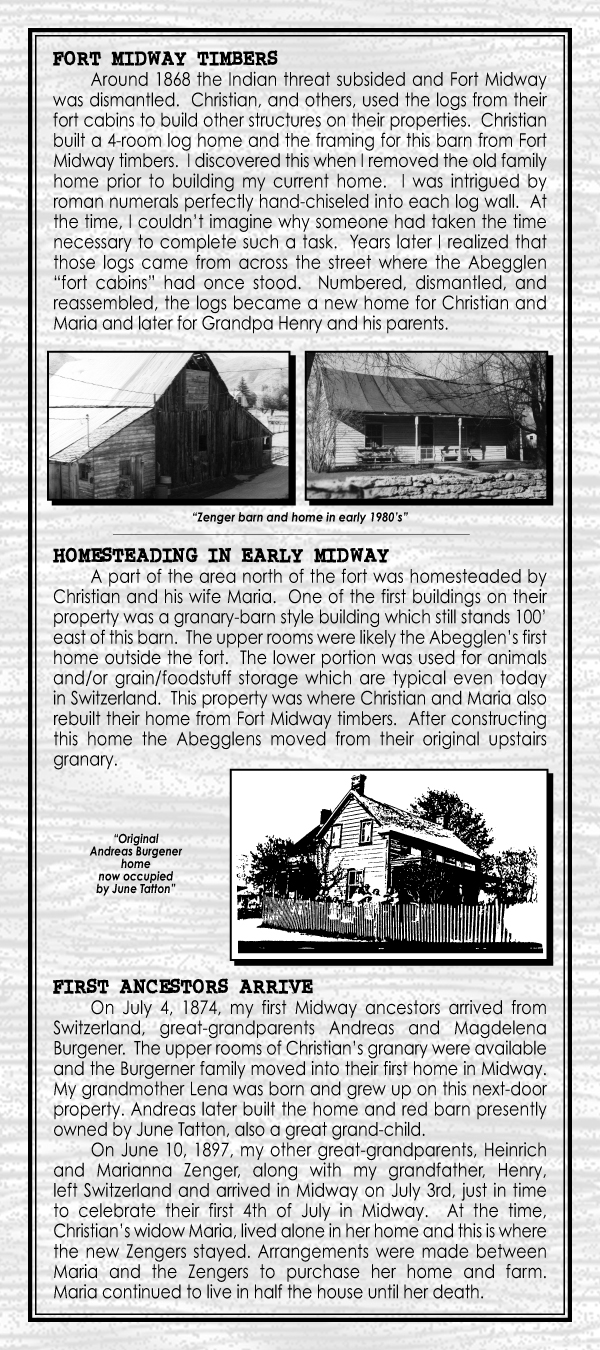 FORT MIDWAY TIMBERS
Around 1868 the Indian threat subsided and Fort Midway
was dismantled. Christian, and others, used the logs from their
fort cabins to build other structures on their properties. Christian
built a 4-room log home and the framing for this barn from Fort
Midway timbers. I discovered this when I removed the old family
home prior to building my current home. I was intrigued by
roman numerals perfectly hand-chiseled into each log wall. At
the time, I couldn't imagine why someone had taken the time
necessary to complete such a task. Years later I realized that
those logs came from across the street where the Abegglen
"fort cabins" had once stood. Numbered, dismantled, and
reassembled, the logs became a new home for Christian and
Maria and later for Grandpa Henry and his parents.
"Zenger barn and home in early 1980's"
HOMESTEADING IN EARLY MIDWAY
A part of the area north of the fort was homesteaded by
Christian and his wife Maria. One of the first buildings on their
property was a granary-barn style building which still stands 100'
east of this barn. The upper rooms were likely the Abegglen's first
home outside the fort. The lower portion was used for animals
and/or grain/foodstuff storage which are typical even today
in Switzerland. This property was where Christian and Maria also
rebuilt their home from Fort Midway timbers. After constructing
this home the Abegglens moved from their original upstairs
granary.
"Original
Andreas Burgener
home
now occupied
by June Tatton"
FIRST ANCESTORS ARRIVE
On July 4, 1874, my first Midway ancestors arrived from
Switzerland, great-grandparents Andreas and Magdelena
Burgener. The upper rooms of Christian's granary were available
and the Burgerner family moved into their first home in Midway.
My grandmother Lena was born and grew up on this next-door
property. Andreas later built the home and red barn presently
owned by June Tatton, also a great grand-child.
On June 10, 1897, my other great-grandparents, Heinrich
and Marianna Zenger, along with my grandfather, Henry,
left Switzerland and arrived in Midway on July 3rd, just in time
to celebrate their first 4th of July in Midway. At the time,
Christian's widow Maria, lived alone in her home and this is where
the new Zengers stayed. Arrangements were made between
Maria and the Zengers to purchase her home and farm.
Maria continued to live in half the house until her death.